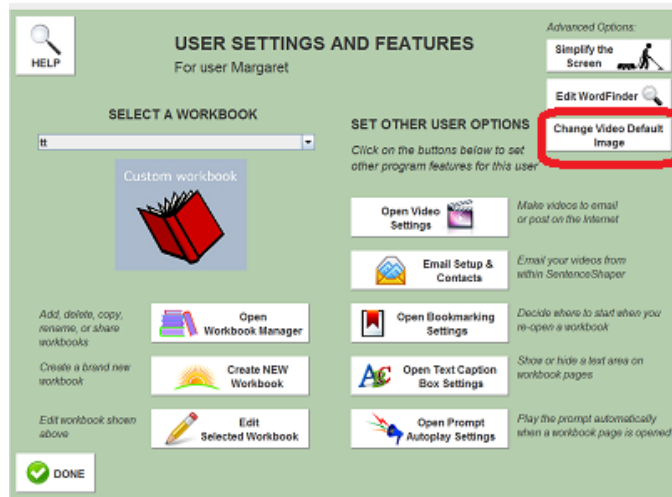 HELP
USER SETTINGS AND FEATURES
For user Margaret
Advanced Options:
Simplify the
Screen
Edit WordFinder
Change Video Default
Image
SELECT A WORKBOOK
tt
Custom workbook
Add, delete, copy,
rename, or share
workbooks
Open
Workbook Manager
Create a brand new
workbook
Create NEW
Workbook
Edit workbook shown
above
Edit
Selected Workbook
SET OTHER USER OPTIONS
Click on the buttons below to set
other program features for this user
Open Video
Settings
Make videos to email
or post on the Internet
Email Setup &
Contacts
Email your videos from
within SentenceShaper
Open Bookmarking
Settings
Decide where to start when you
re-open a workbook
Open Text Caption
Box Settings
Show or hide a text area on
workbook pages
Open Prompt
Autoplay Settings
Play the prompt automatically
when a workbook page is opened
DONE